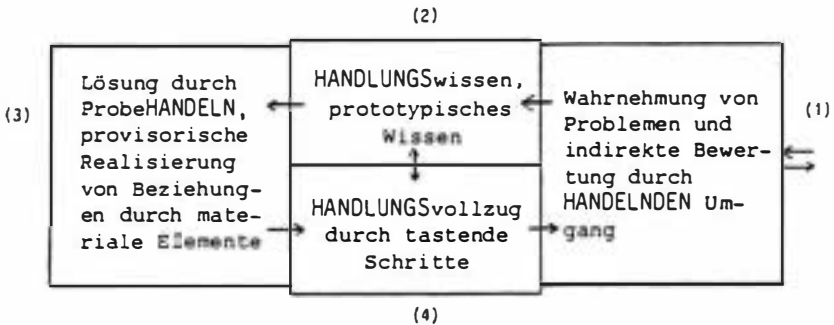 (2)
(3)
Lösung durch
ProbeHANDELN,
provisorische
Realisierung
von Beziehung-
en durch mate-
riale Elemente
HANDLUNGSwissen,
prototypisches
Wissen
HANDLUNGSvollzug
durch tastende
Schritte
Wahrnehmung von
Problemen und
indirekte Bewer-
tung durch
HANDELNDEN Um-
gang
(1)
(4)